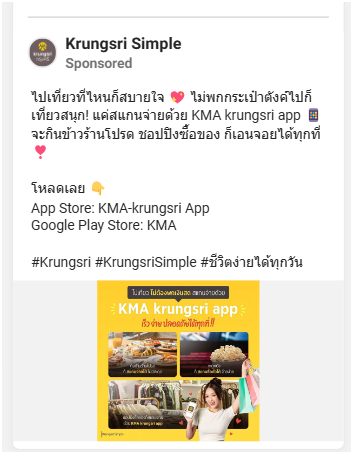 Krungsri Simple
Sponsored
krungsri
ไปเที่ยวที่ไหนก็สบายใจ 💖 ไม่พกกระเป๋าตังค์ไปก็
เที่ยวสนุก! แค่สแกนจ่ายด้วย KMA krungsri app 📱
จะกินข้าวร้านโปรด ชอปปิงซื้อของ ก็เอนจอยได้ทุกที่
❣️
โหลดเลย 👇
App Store: KMA-krungsri App
Google Play Store: KMA
#Krungsri #KrungsriSimple #ชีวิตง่ายได้ทุกวัน
ไปเที่ยว ไม่ต้องพกเงินสด สแกนจ่ายด้วย
KMA krungsri app
เร็ว ง่าย ปลอดภัยได้ทุกที่!!